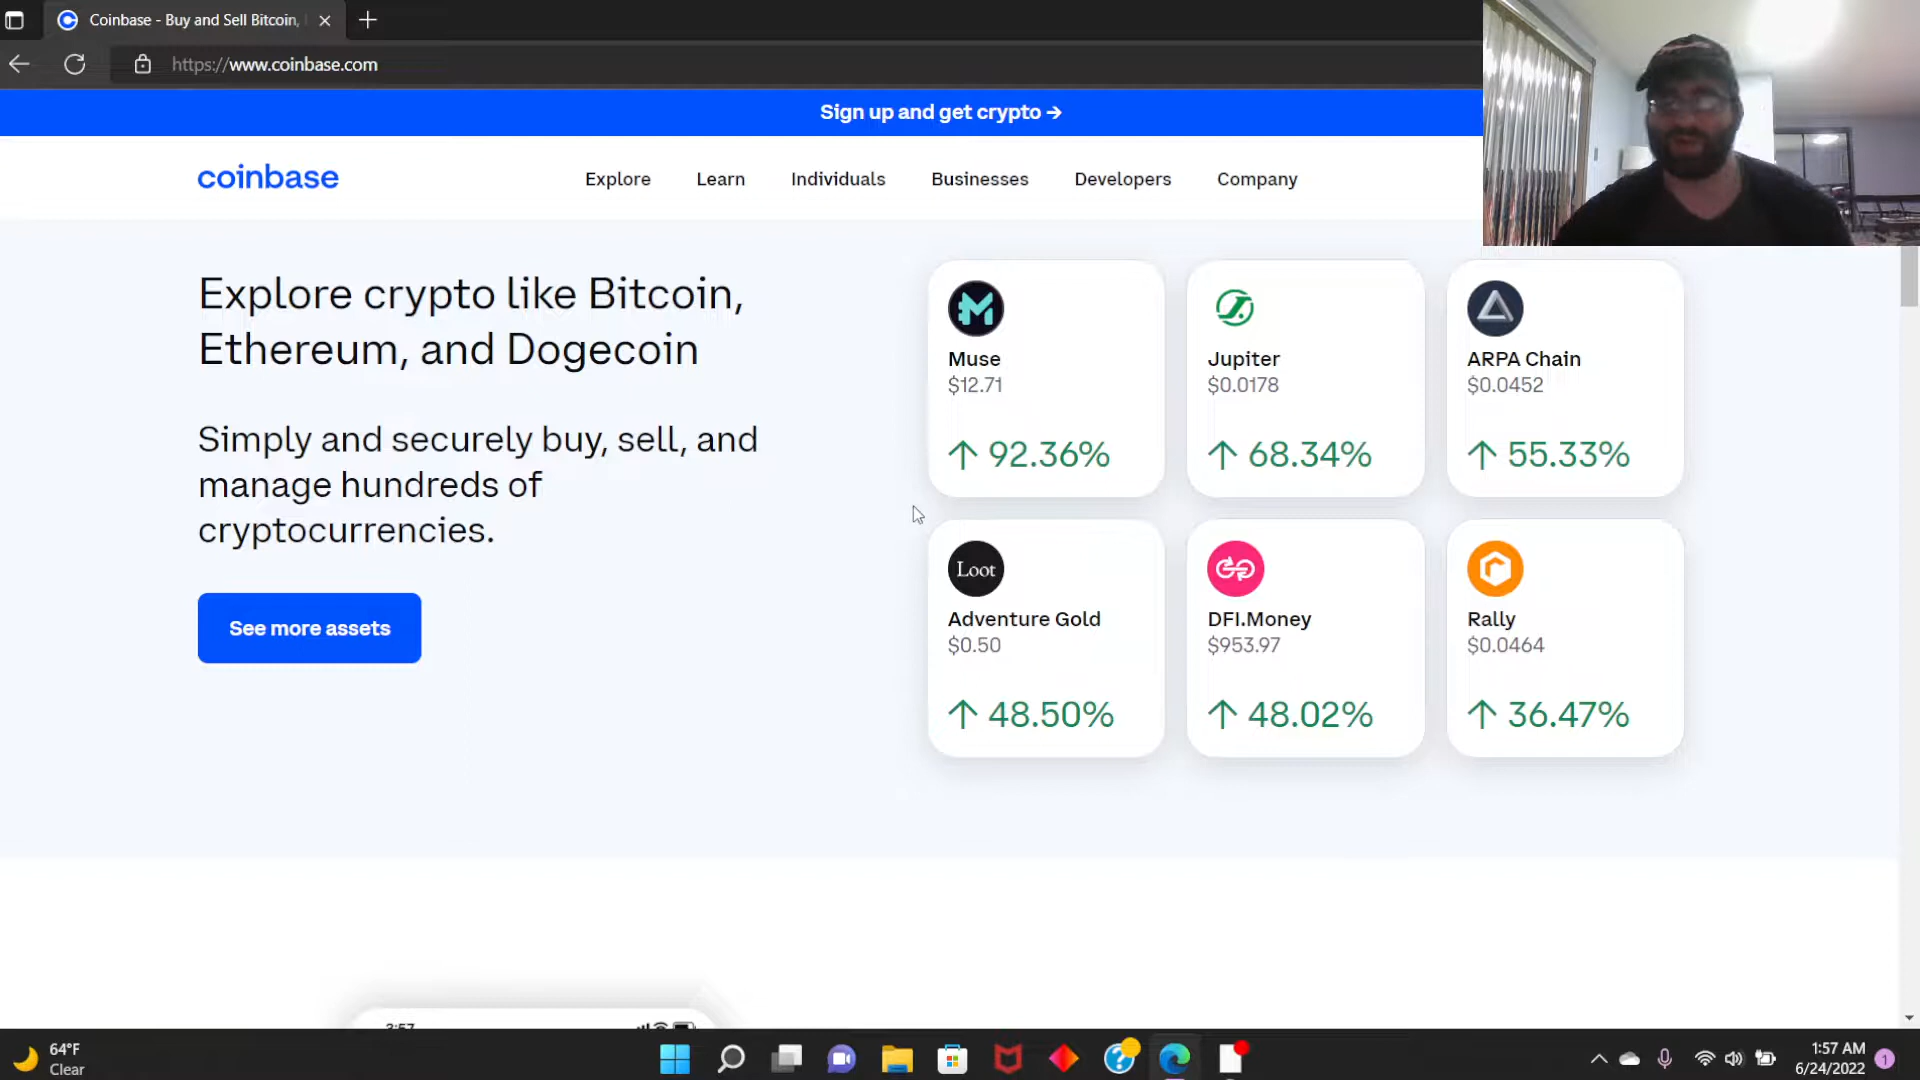 Coinbase - Buy and Sell Bitcoin,
https://www.coinbase.com
Sign up and get crypto →
coinbase
Explore
Learn
Individuals
Businesses
Developers
Company
Explore crypto like Bitcoin,
Ethereum, and Dogecoin
Simply and securely buy, sell, and
manage hundreds of
cryptocurrencies.
See more assets
Muse
$12.71
↑ 92.36%
Jupiter
$0.0178
↑ 68.34%
ARPA Chain
$0.0452
↑ 55.33%
Loot
Adventure Gold
$0.50
↑ 48.50%
DFI.Money
$953.97
↑ 48.02%
Rally
$0.0464
↑ 36.47%
64°F
Clear
1:57 AM
6/24/2022
1